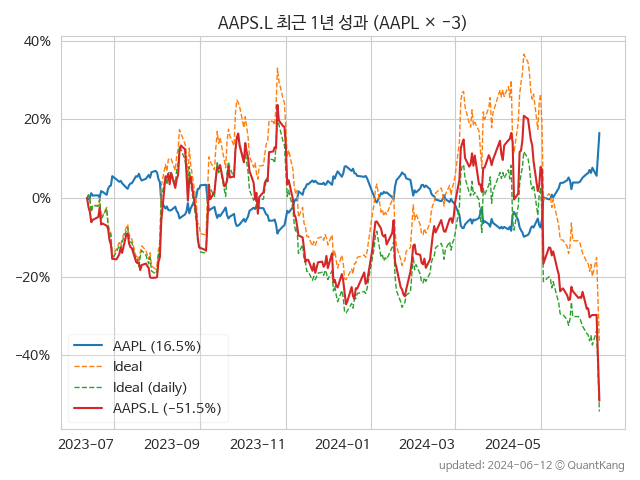 AAPS.L 최근 1년 성과 (AAPL × −3)
40%
20%
0%
−20%
−40%
AAPL (16.5%)
Ideal
Ideal (daily)
AAPS.L (−51.5%)
2023-07 2023-09 2023-11 2024-01 2024-03 2024-05
updated: 2024-06-12 © QuantKang